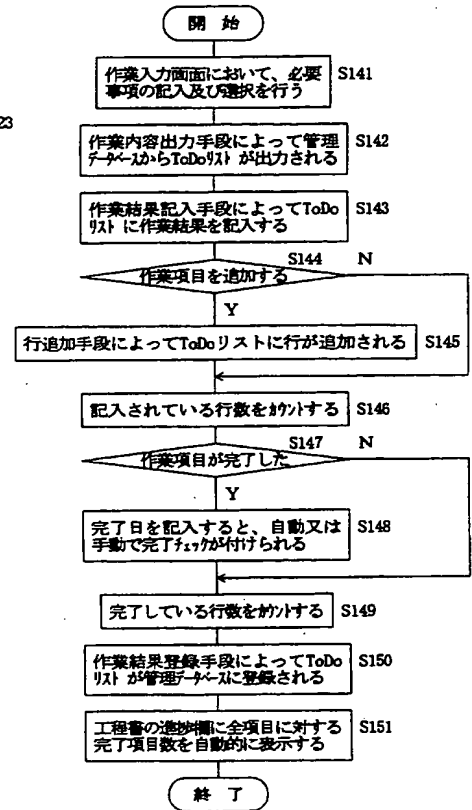 開 始
作業入力画面において、必要
事項の記入及び選択を行う
S141
23
作業内容出力手段によって管理
データベースからToDoリスト が出力される
S142
作業結果記入手段によってToDo
リスト に作業結果を記入する
S143
S144
N
作業項目を追加する
Y
行追加手段によってToDoリストに行が追加される
S145
記入されている行数をカウントする
S146
S147
N
作業項目が完了した
Y
完了日を記入すると、自動又は
手動で完了チェックが付けられる
S148
完了している行数をカウントする
S149
作業結果登録手段によってToDo
リスト が管理データベースに登録される
S150
工程書の進捗欄に全項目に対する
完了項目数を自動的に表示する
S151
終 了